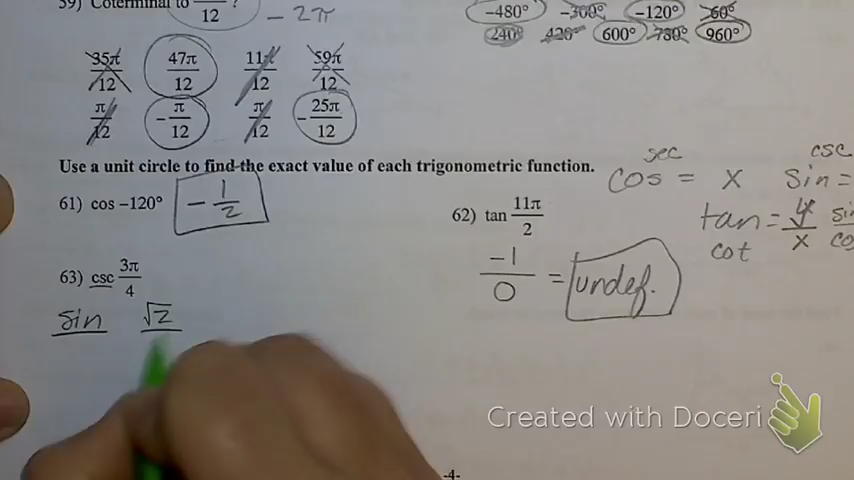 59) Coterminal to
12
?
- 2π
-480° -300° -120° -60°
240° 420° 600° 780° 960°
35π 47π 11π 59π
12 12 12 12
π - π π - 25π
12 12 12 12
Use a unit circle to find the exact value of each trigonometric function.
sec csc
cos = x sin =
61) cos -120° - 1/2
62) tan 11π/2
tan = y/x
cot
-1/0 = undef.
63) csc 3π/4
sin √2
Created with Doceri
-4-